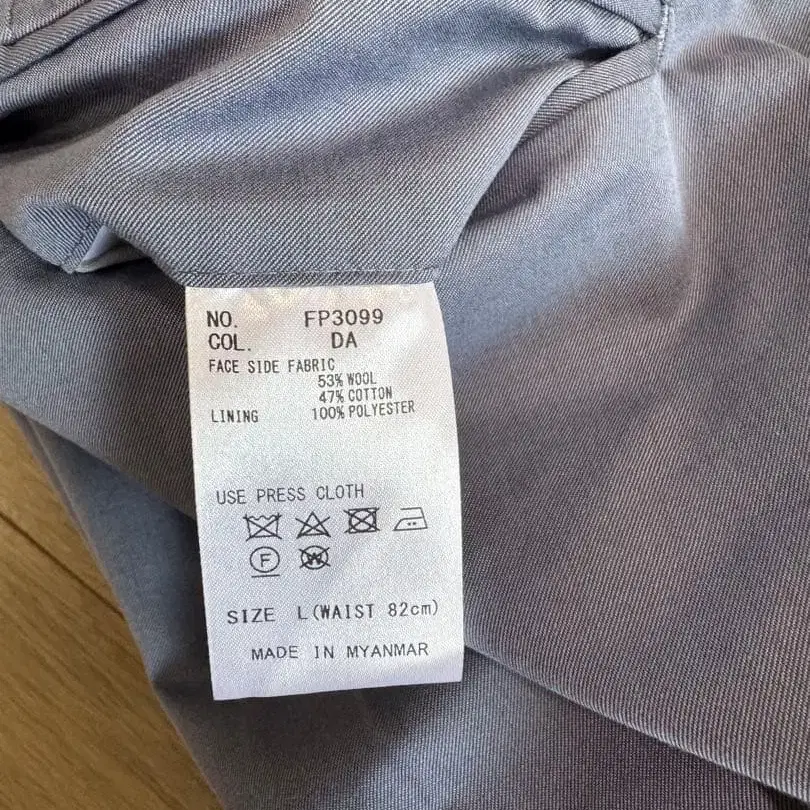 NO. FP3099
COL. DA
FACE SIDE FABRIC
53% WOOL
47% COTTON
LINING 100% POLYESTER
USE PRESS CLOTH
F W
SIZE L(WAIST 82cm)
MADE IN MYANMAR